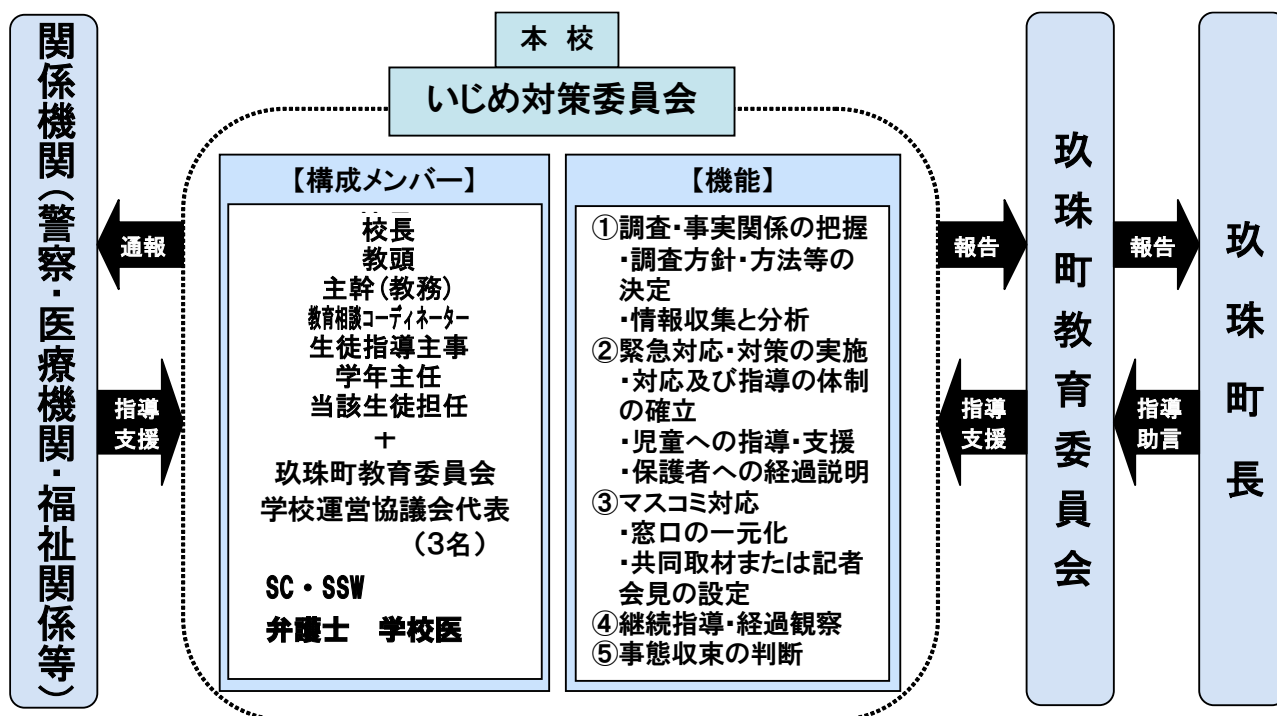 関係機関(警察・医療機関・福祉関係等)
通報
指導
支援
本 校
いじめ対策委員会
【構成メンバー】
校長
教頭
主幹(教務)
教育相談コーディネーター
生徒指導主事
学年主任
当該生徒担任
+
玖珠町教育委員会
学校運営協議会代表
(3名)
SC・SSW
弁護士 学校医
【機能】
①調査・事実関係の把握
・調査方針・方法等の
決定
・情報収集と分析
②緊急対応・対策の実施
・対応及び指導の体制
の確立
・児童への指導・支援
・保護者への経過説明
③マスコミ対応
・窓口の一元化
・共同取材または記者
会見の設定
④継続指導・経過観察
⑤事態収束の判断
報告
指導
支援
玖珠町教育委員会
報告
指導
助言
玖珠町長